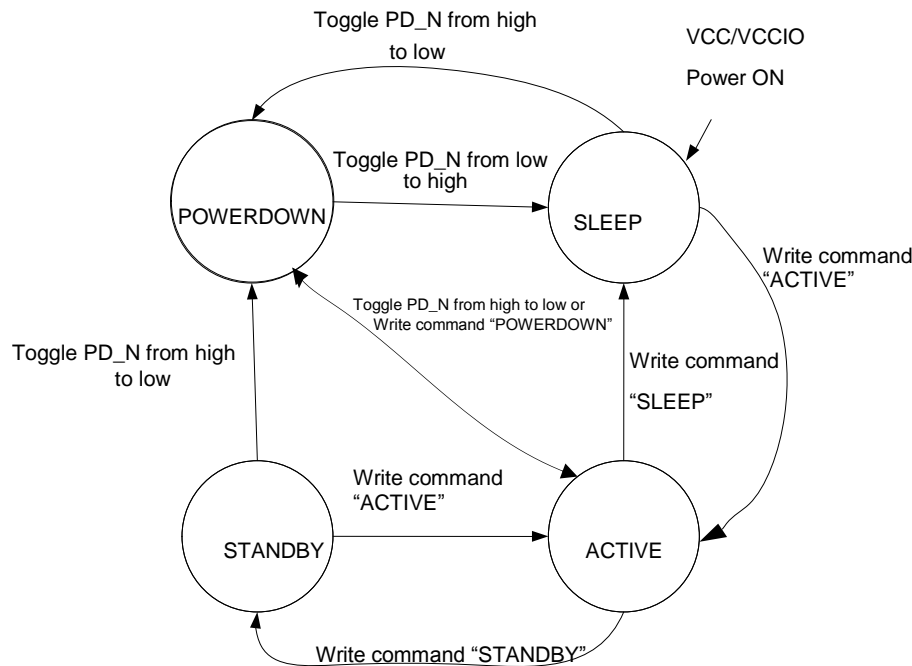 Toggle PD_N from high
to low
VCC/VCCIO
Power ON
Toggle PD_N from low
to high
POWERDOWN
SLEEP
Write command
“ACTIVE”
Toggle PD_N from high to low or
Write command “POWERDOWN”
Toggle PD_N from high
to low
Write command
“SLEEP”
Write command
“ACTIVE”
STANDBY
ACTIVE
Write command “STANDBY”